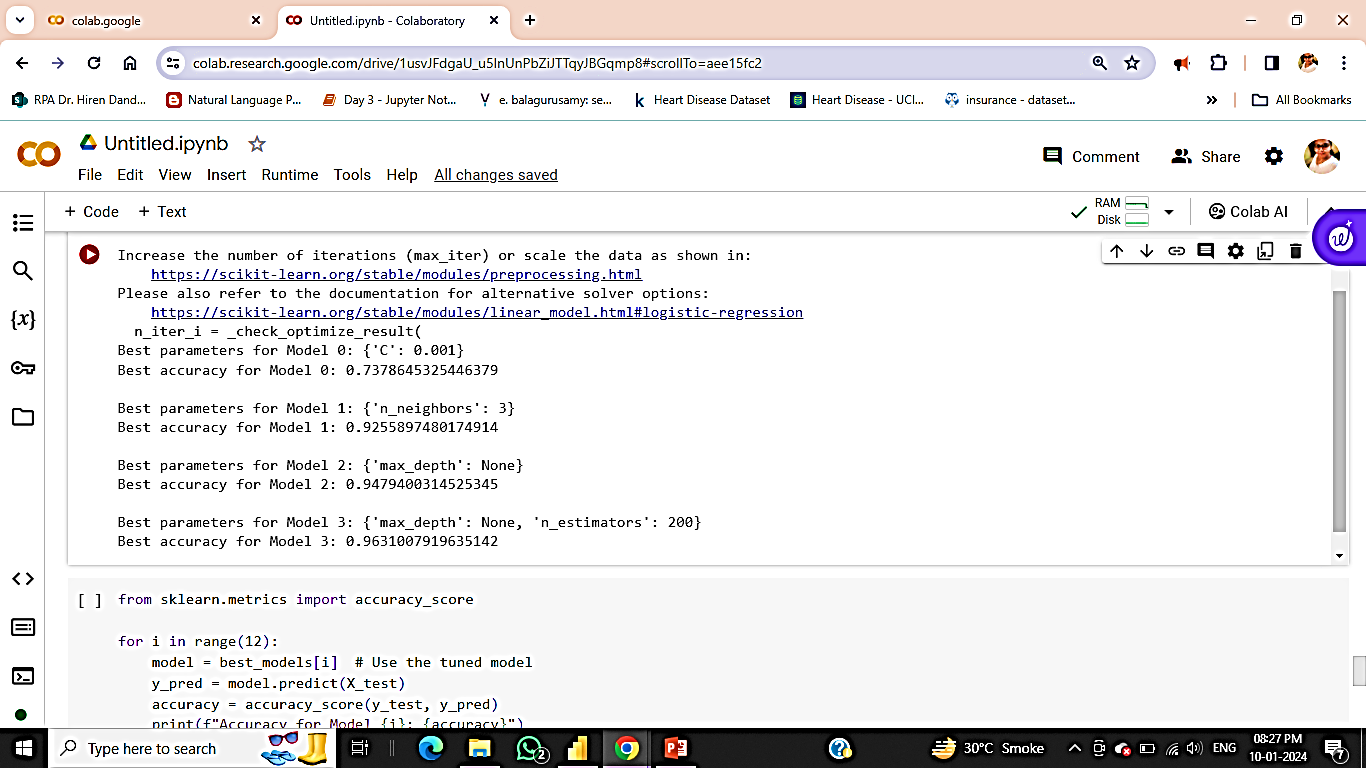 colab.google
Untitled.ipynb - Colaboratory
colab.research.google.com/drive/1usvJFdgaU_u5lnUnPbZiJTTqyJBGqmp8#scrollTo=aee15fc2
RPA Dr. Hiren Dand...
Natural Language P...
Day 3 - Jupyter Not...
e. balagurusamy: se...
Heart Disease Dataset
Heart Disease - UCI...
insurance - dataset...
All Bookmarks
Untitled.ipynb
Comment
Share
File Edit View Insert Runtime Tools Help All changes saved
+ Code + Text
RAM
Disk
Colab AI
Increase the number of iterations (max_iter) or scale the data as shown in:
https://scikit-learn.org/stable/modules/preprocessing.html
Please also refer to the documentation for alternative solver options:
https://scikit-learn.org/stable/modules/linear_model.html#logistic-regression
n_iter_i = _check_optimize_result(
Best parameters for Model 0: {'C': 0.001}
Best accuracy for Model 0: 0.7378645325446379
Best parameters for Model 1: {'n_neighbors': 3}
Best accuracy for Model 1: 0.9255897480174914
Best parameters for Model 2: {'max_depth': None}
Best accuracy for Model 2: 0.9479400314525345
Best parameters for Model 3: {'max_depth': None, 'n_estimators': 200}
Best accuracy for Model 3: 0.9631007919635142
[ ] from sklearn.metrics import accuracy_score
for i in range(12):
model = best_models[i] # Use the tuned model
y_pred = model.predict(X_test)
accuracy = accuracy_score(y_test, y_pred)
print(f"Accuracy for Model {i}: {accuracy}")
Type here to search
2
30°C Smoke
ENG
08:27 PM
10-01-2024
7